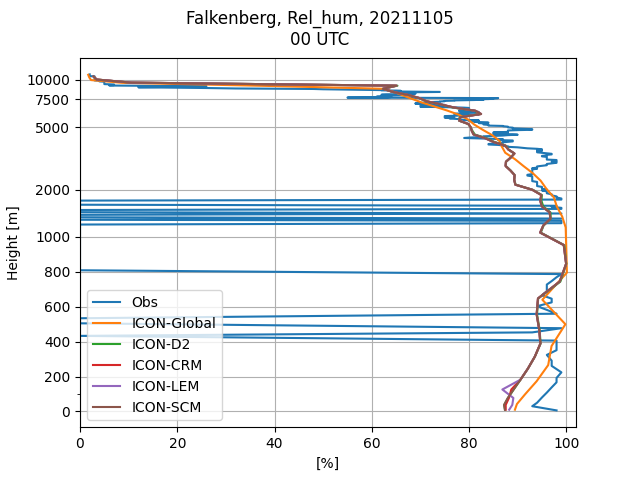 Falkenberg, Rel_hum, 20211105
00 UTC
Height [m]
10000
7500
5000
2000
1000
800
600
400
200
0
Obs
ICON-Global
ICON-D2
ICON-CRM
ICON-LEM
ICON-SCM
0 20 40 60 80 100
[%]